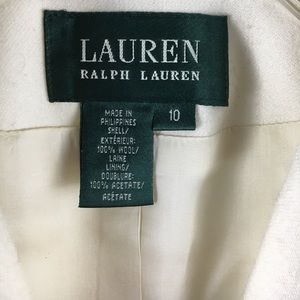 LAUREN
RALPH LAUREN
10
MADE IN
PHILIPPINES
SHELL/
EXTÉRIEUR:
100% WOOL/
LAINE
LINING/
DOUBLURE:
100% ACETATE/
ACÉTATE